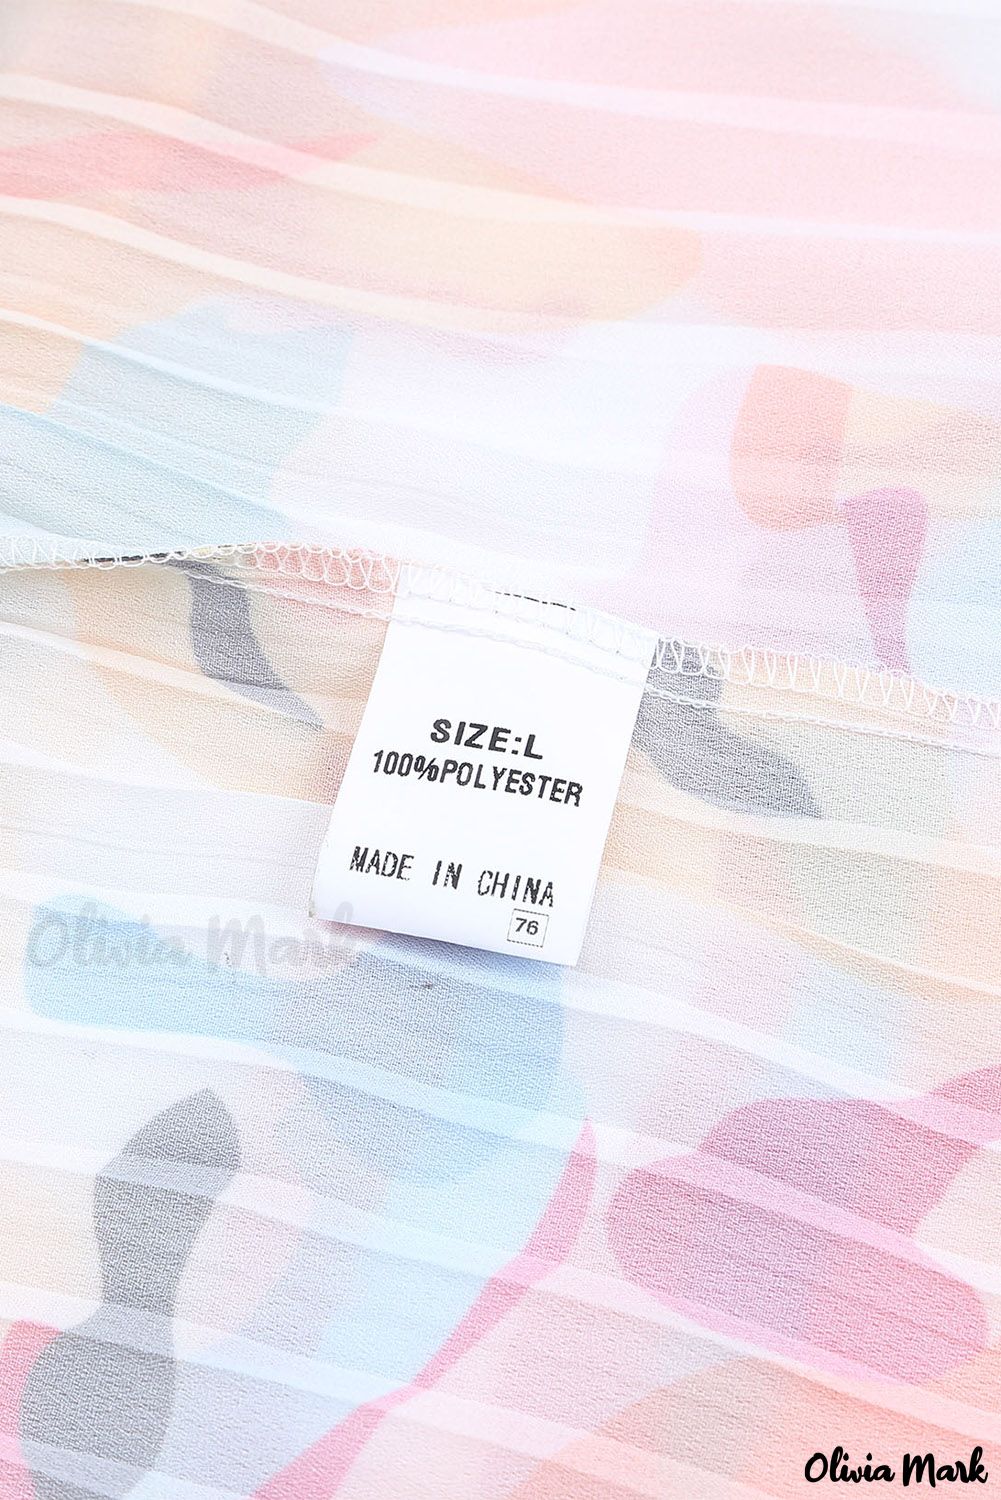 SIZE:L
100%POLYESTER
MADE IN CHINA
76
Olivia Mark
Olivia Mark